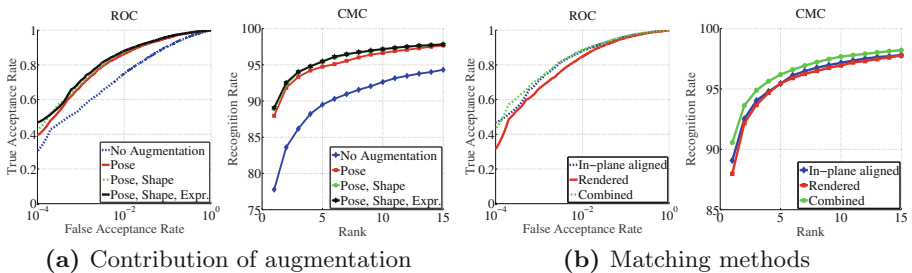 ROC
True Acceptance Rate
1
0.8
0.6
0.4
0.2
0
10^-4
10^-2
10^0
False Acceptance Rate
No Augmentation
Pose
Pose, Shape
Pose, Shape, Expr.
CMC
Recognition Rate
100
95
90
85
80
75
0
5
10
15
Rank
No Augmentation
Pose
Pose, Shape
Pose, Shape, Expr.
(a) Contribution of augmentation
ROC
True Acceptance Rate
1
0.8
0.6
0.4
0.2
0
10^-4
10^-2
10^0
False Acceptance Rate
In-plane aligned
Rendered
Combined
CMC
Recognition Rate
100
95
90
85
0
5
10
15
Rank
In-plane aligned
Rendered
Combined
(b) Matching methods